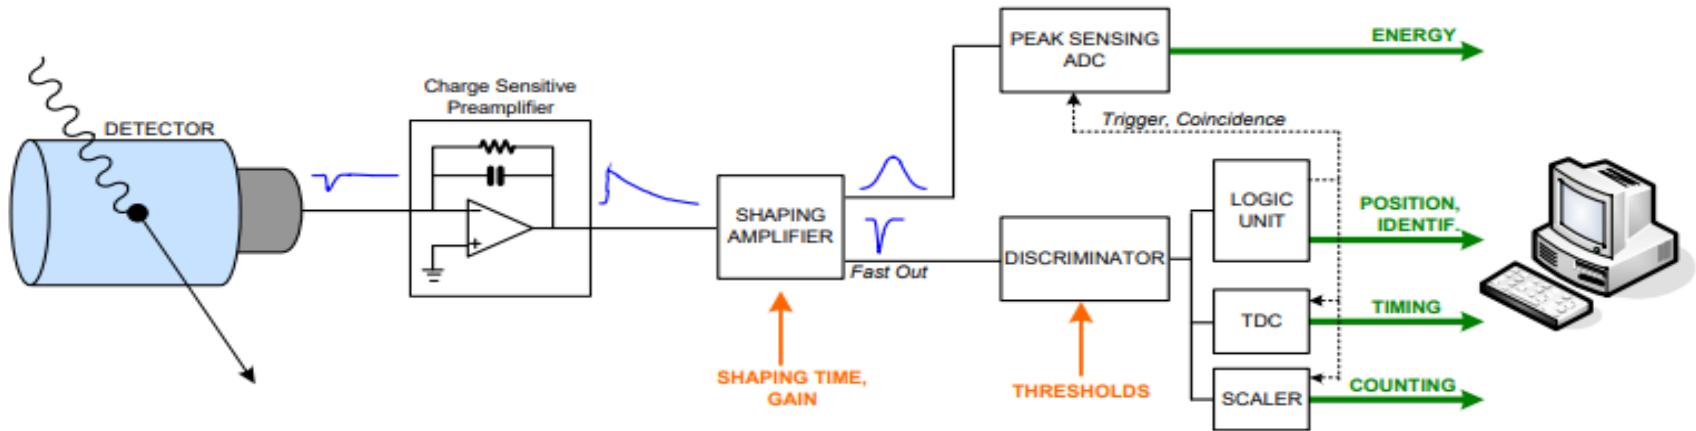 DETECTOR
Charge Sensitive
Preamplifier
SHAPING
AMPLIFIER
SHAPING TIME,
GAIN
Fast Out
PEAK SENSING
ADC
ENERGY
Trigger, Coincidence
DISCRIMINATOR
THRESHOLDS
LOGIC
UNIT
POSITION,
IDENTIF.
TDC
TIMING
SCALER
COUNTING